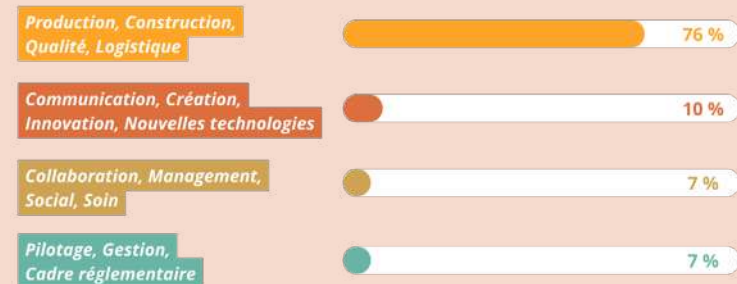 Production, Construction,
Qualité, Logistique
76 %
Communication, Création,
Innovation, Nouvelles technologies
10 %
Collaboration, Management,
Social, Soin
7 %
Pilotage, Gestion,
Cadre réglementaire
7 %